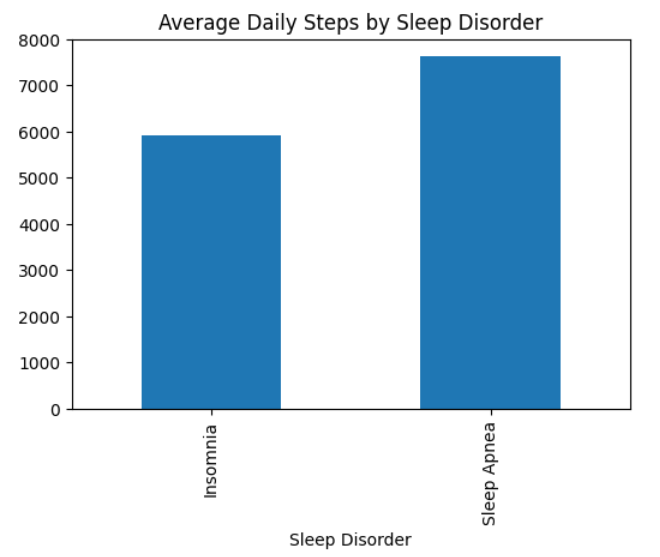 Average Daily Steps by Sleep Disorder
8000
7000
6000
5000
4000
3000
2000
1000
0
Insomnia
Sleep Apnea
Sleep Disorder